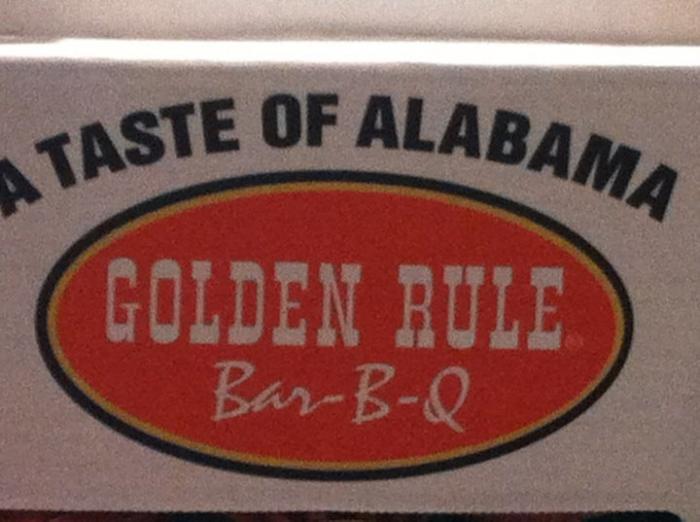 A TASTE OF ALABAMA
GOLDEN RULE
Bar-B-Q